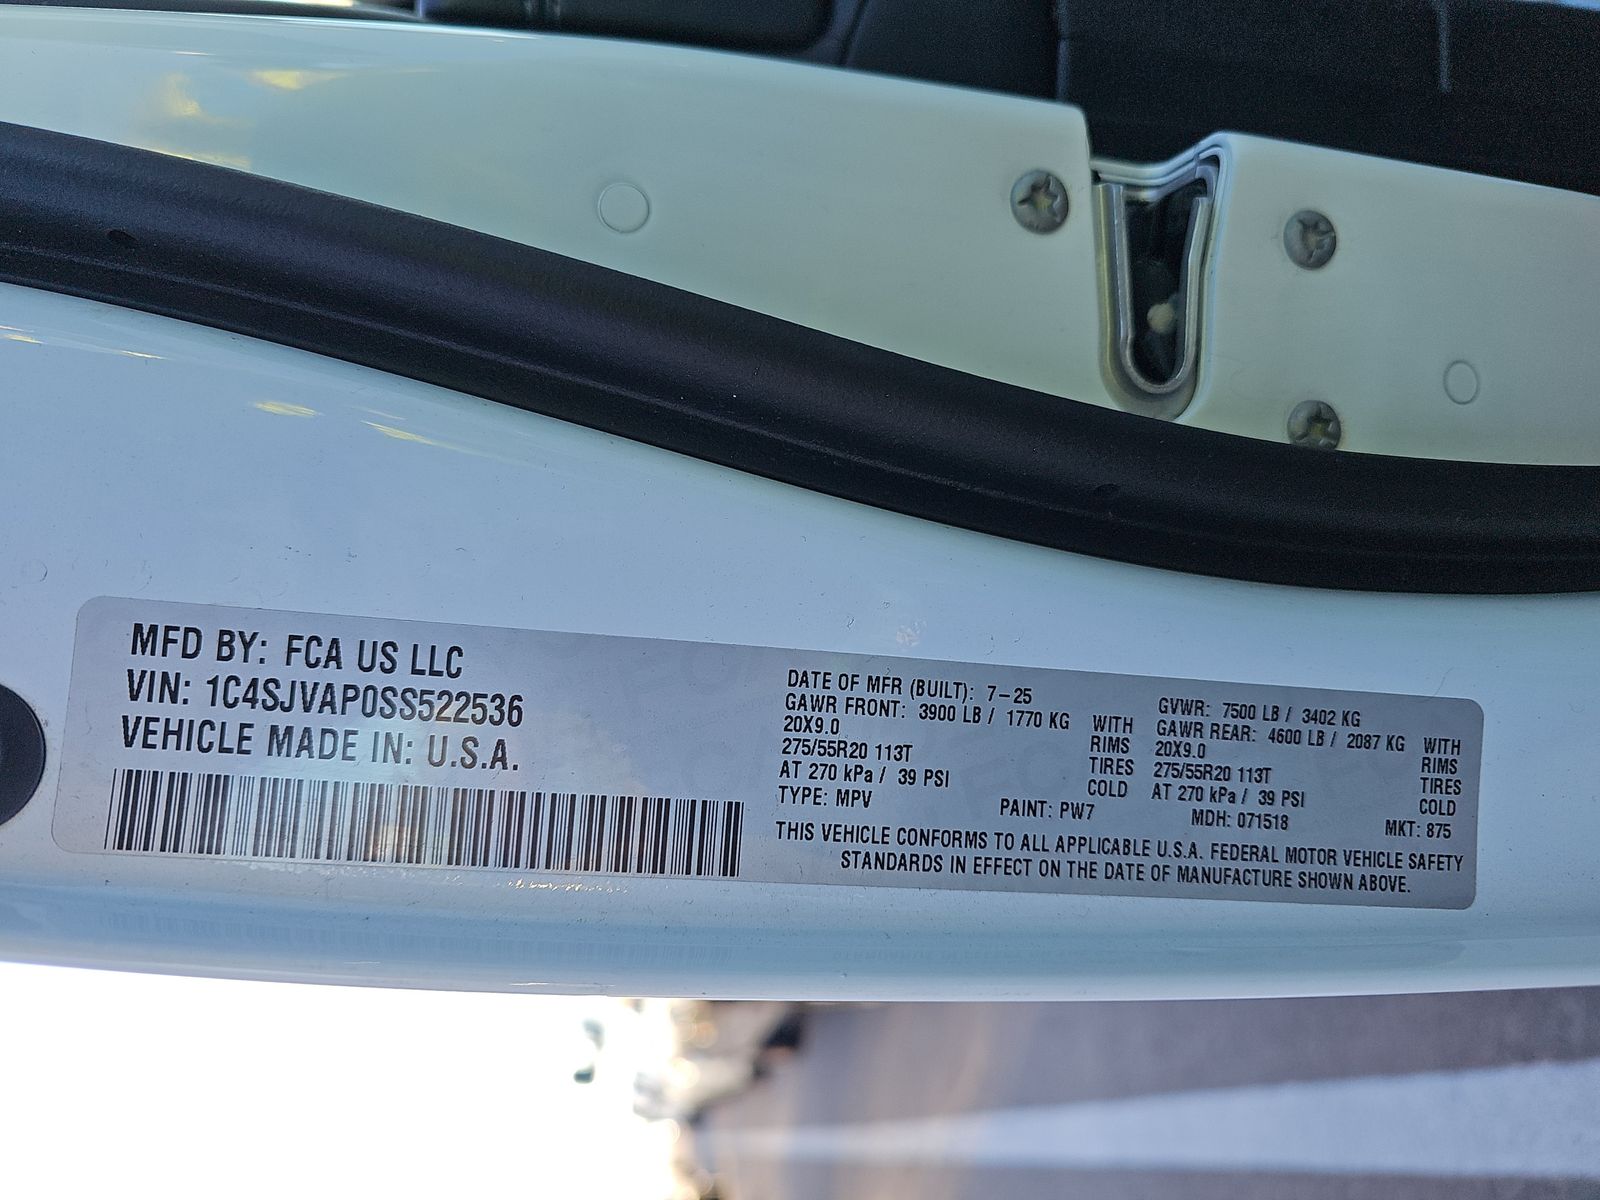 MFD BY: FCA US LLC
VIN: 1C4SJVAP0SS522536
VEHICLE MADE IN: U.S.A.
DATE OF MFR (BUILT): 7-25
GAWR FRONT: 3900 LB / 1770 KG WITH
20X9.0 RIMS
275/55R20 113T TIRES
AT 270 kPa / 39 PSI COLD
TYPE: MPV PAINT: PW7
GVWR: 7500 LB / 3402 KG
GAWR REAR: 4600 LB / 2087 KG WITH
20X9.0 RIMS
275/55R20 113T TIRES
AT 270 kPa / 39 PSI COLD
MDH: 071518 MKT: 875
THIS VEHICLE CONFORMS TO ALL APPLICABLE U.S.A. FEDERAL MOTOR VEHICLE SAFETY
STANDARDS IN EFFECT ON THE DATE OF MANUFACTURE SHOWN ABOVE.